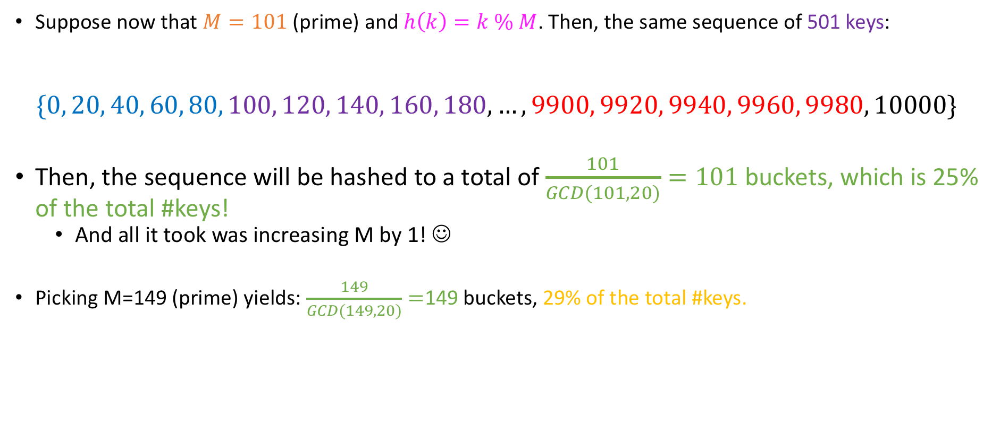 • Suppose now that M = 101 (prime) and h(k) = k % M. Then, the same sequence of 501 keys:
{0, 20, 40, 60, 80, 100, 120, 140, 160, 180, … , 9900, 9920, 9940, 9960, 9980, 10000}
• Then, the sequence will be hashed to a total of 101/GCD(101,20) = 101 buckets, which is 25%
of the total #keys!
• And all it took was increasing M by 1! ☺
• Picking M=149 (prime) yields: 149/GCD(149,20) =149 buckets, 29% of the total #keys.